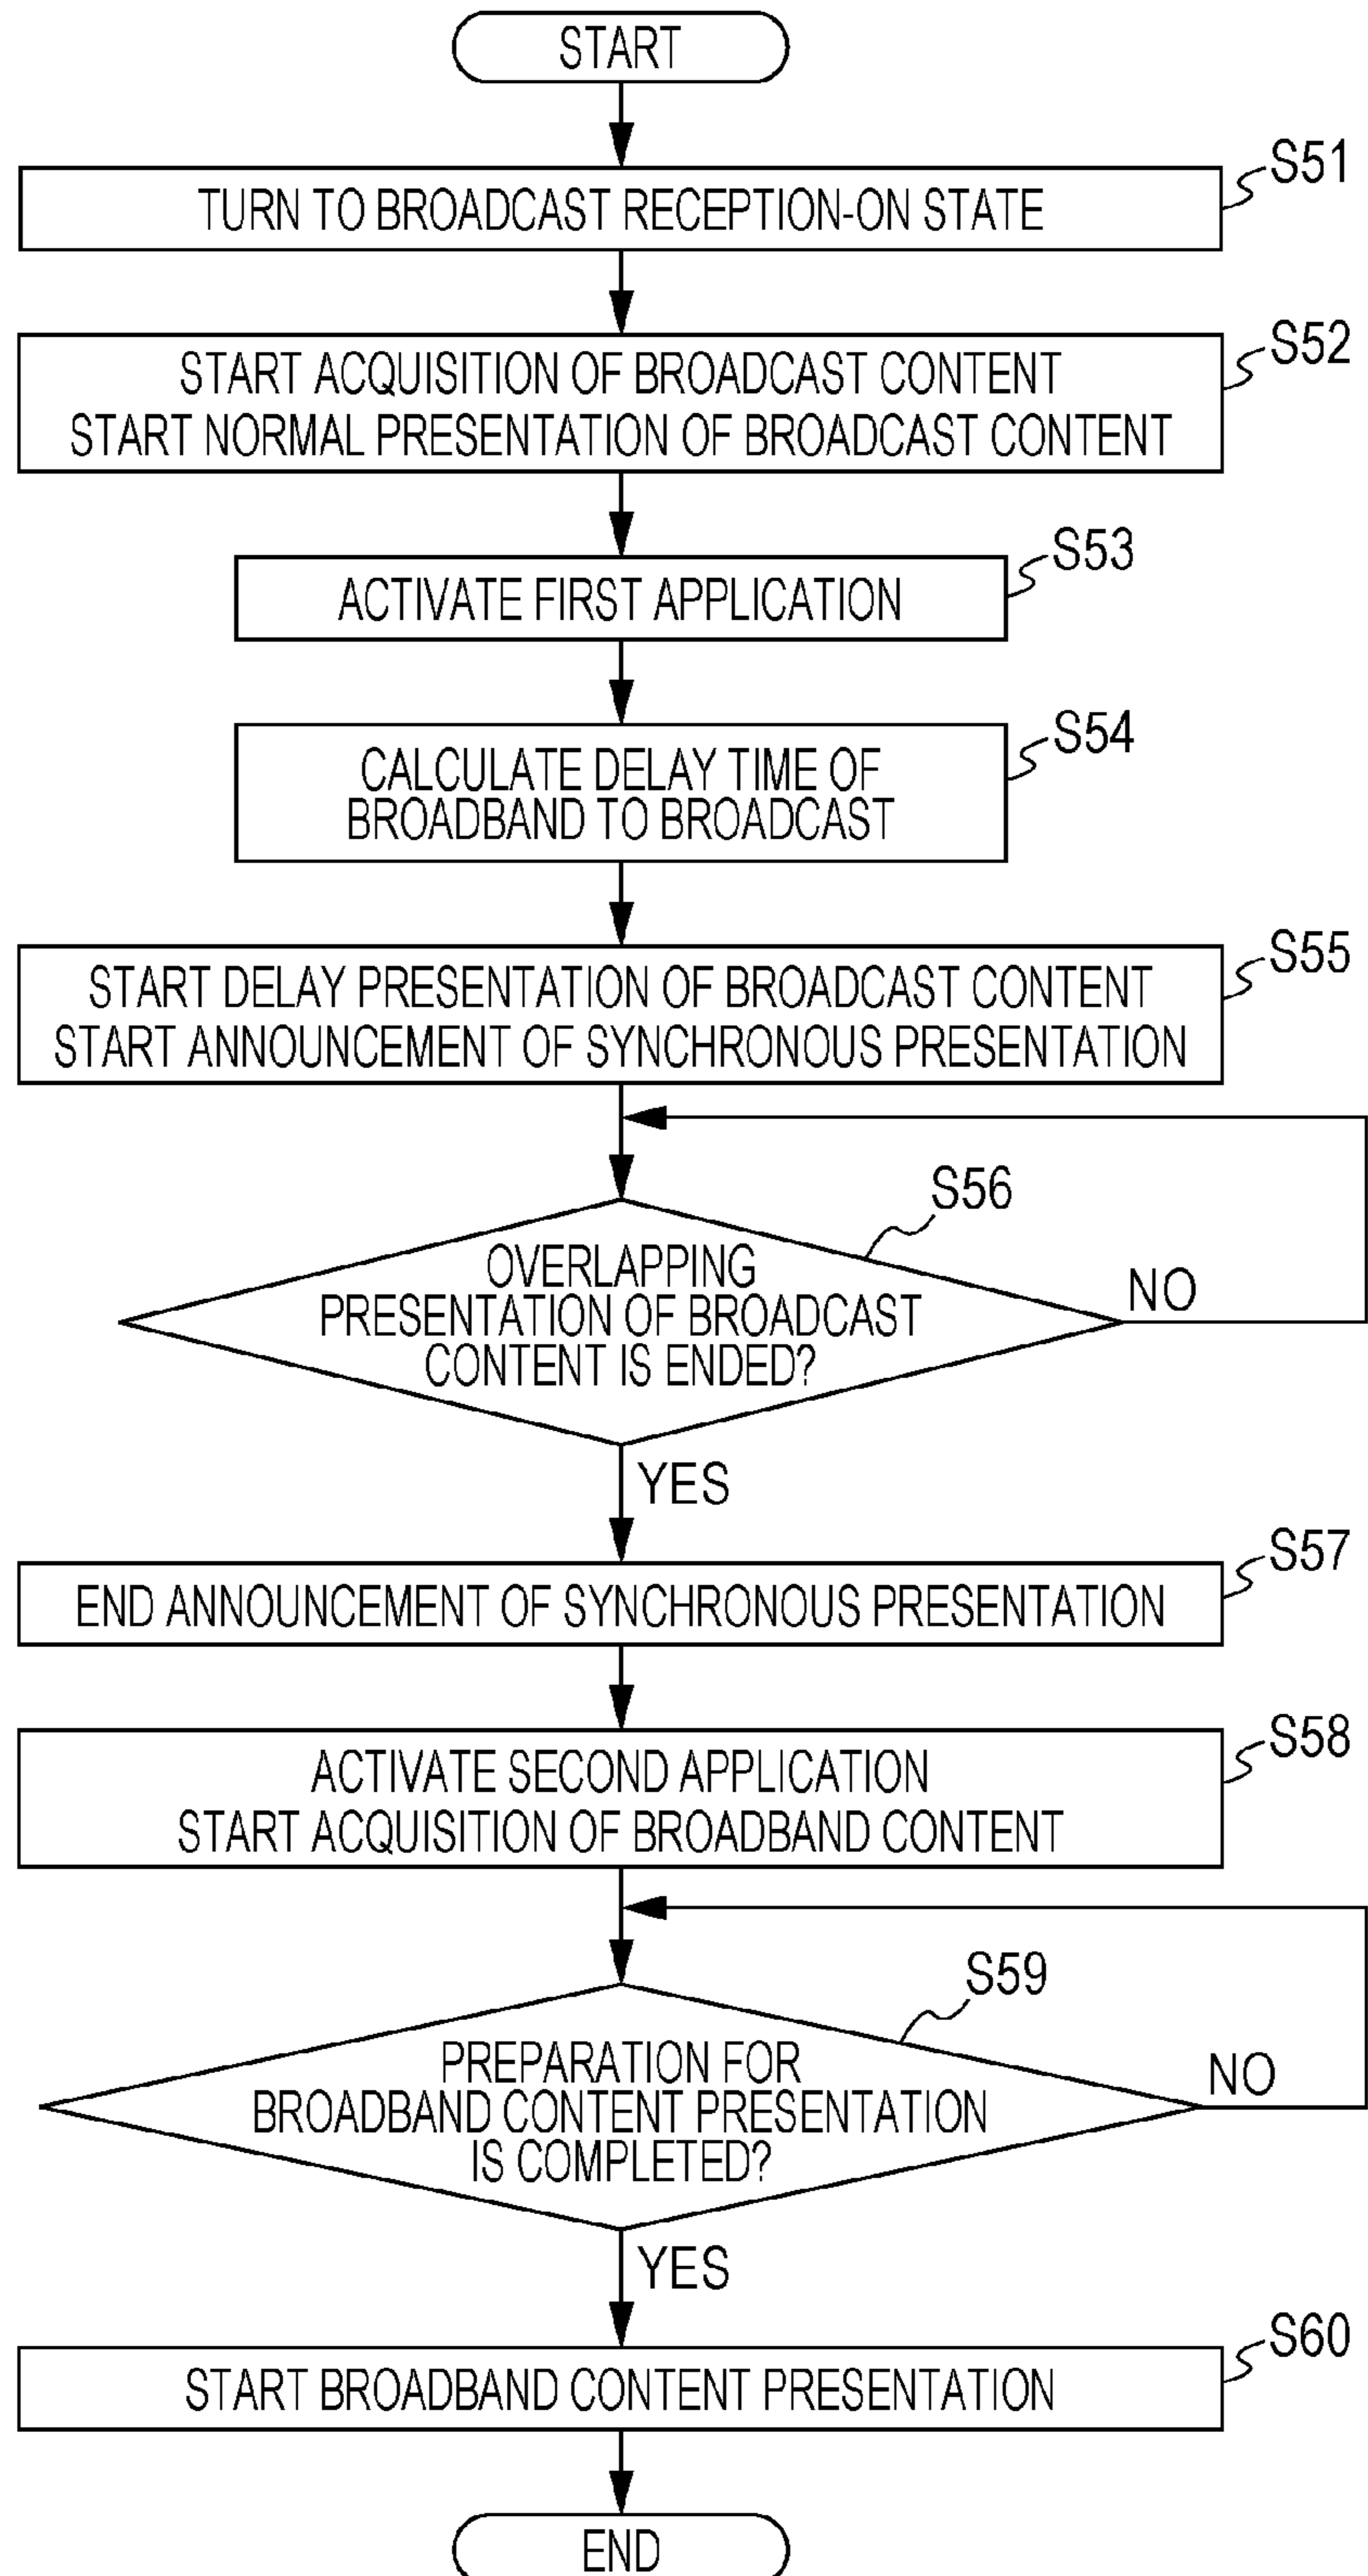 START
S51
TURN TO BROADCAST RECEPTION-ON STATE
S52
START ACQUISITION OF BROADCAST CONTENT
START NORMAL PRESENTATION OF BROADCAST CONTENT
S53
ACTIVATE FIRST APPLICATION
S54
CALCULATE DELAY TIME OF
BROADBAND TO BROADCAST
S55
START DELAY PRESENTATION OF BROADCAST CONTENT
START ANNOUNCEMENT OF SYNCHRONOUS PRESENTATION
S56
OVERLAPPING
PRESENTATION OF BROADCAST
CONTENT IS ENDED?
NO
YES
S57
END ANNOUNCEMENT OF SYNCHRONOUS PRESENTATION
S58
ACTIVATE SECOND APPLICATION
START ACQUISITION OF BROADBAND CONTENT
S59
PREPARATION FOR
BROADBAND CONTENT PRESENTATION
IS COMPLETED?
NO
YES
S60
START BROADBAND CONTENT PRESENTATION
END